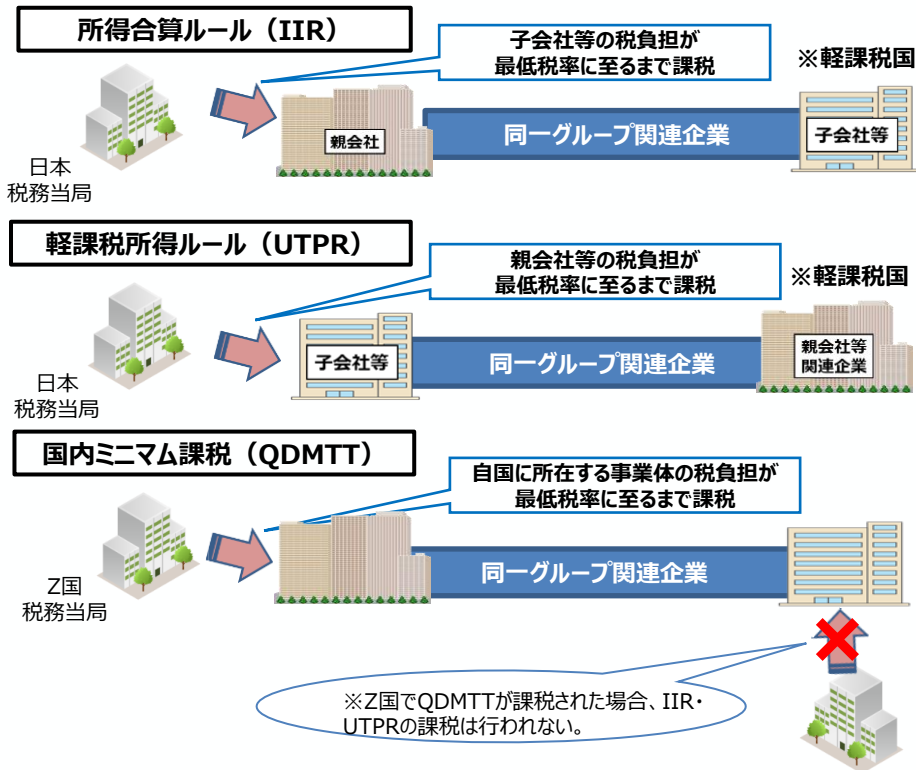 所得合算ルール（IIR）
子会社等の税負担が
最低税率に至るまで課税
※軽課税国
親会社
同一グループ関連企業
子会社等
日本
税務当局
軽課税所得ルール（UTPR）
親会社等の税負担が
最低税率に至るまで課税
※軽課税国
子会社等
同一グループ関連企業
親会社等
関連企業
日本
税務当局
国内ミニマム課税（QDMTT）
自国に所在する事業体の税負担が
最低税率に至るまで課税
同一グループ関連企業
Z国
税務当局
※Z国でQDMTTが課税された場合、IIR・
UTPRの課税は行われない。